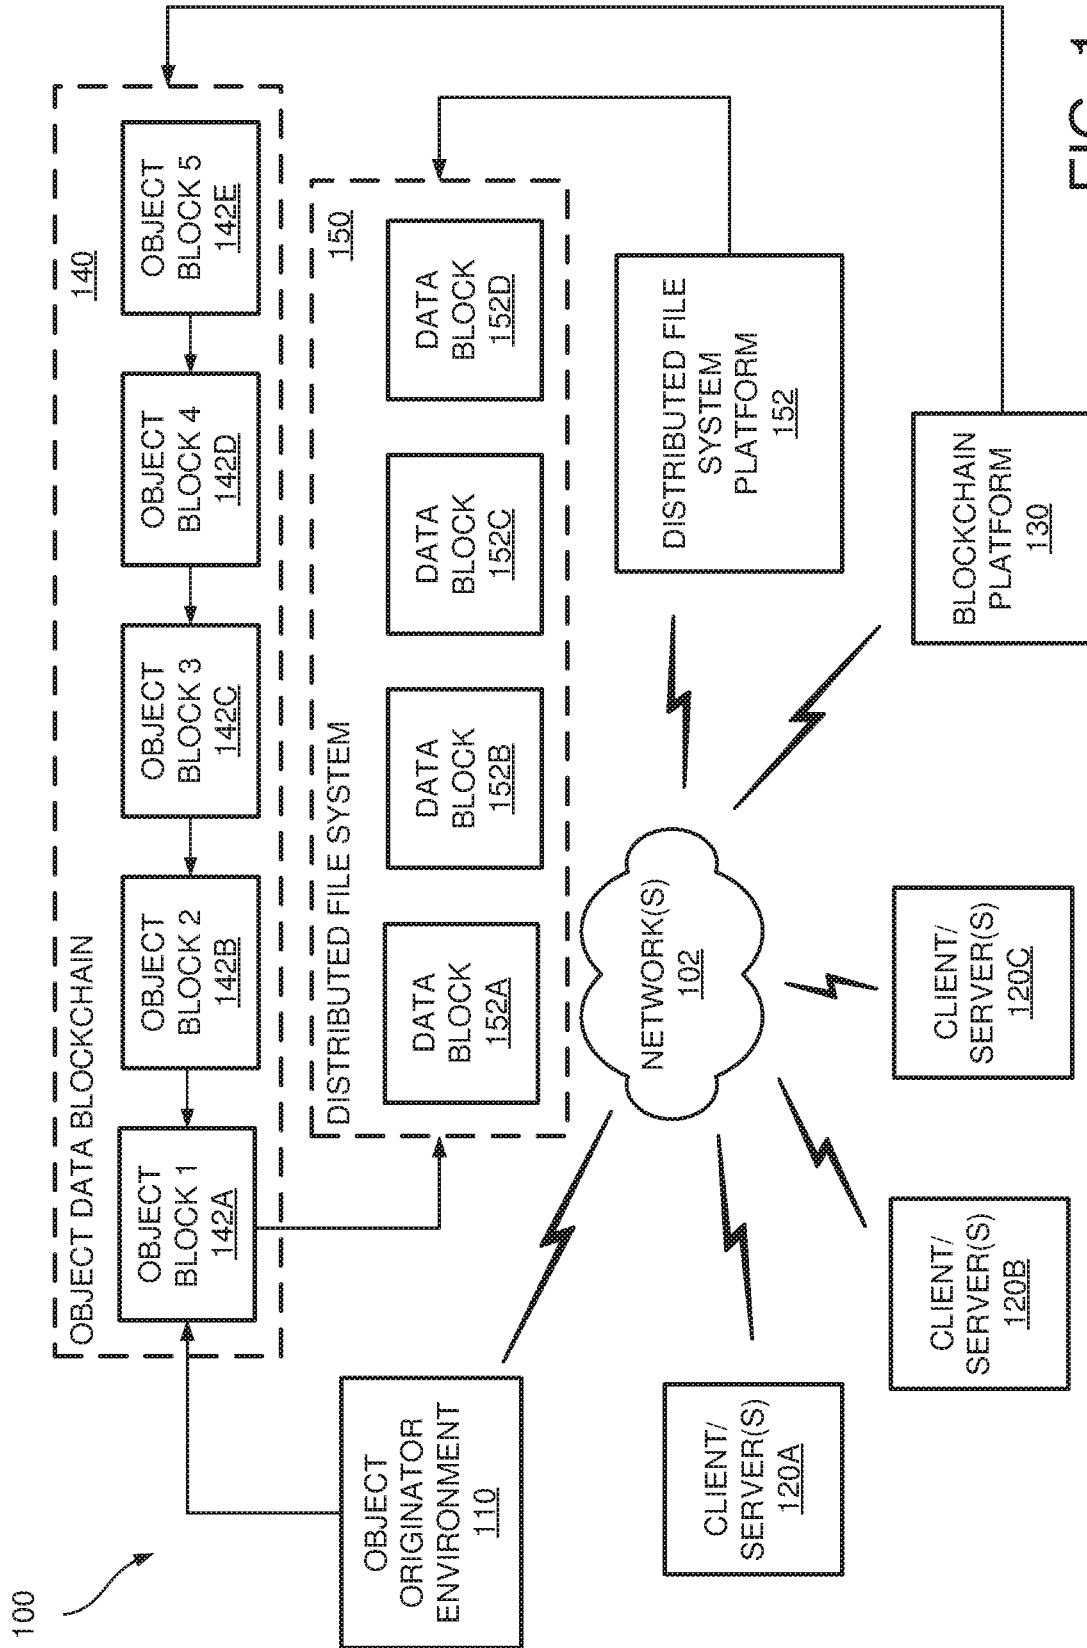 100
OBJECT DATA BLOCKCHAIN
140
OBJECT
BLOCK 1
142A
OBJECT
BLOCK 2
142B
OBJECT
BLOCK 3
142C
OBJECT
BLOCK 4
142D
OBJECT
BLOCK 5
142E
DISTRIBUTED FILE SYSTEM
150
DATA
BLOCK
152A
DATA
BLOCK
152B
DATA
BLOCK
152C
DATA
BLOCK
152D
OBJECT
ORIGINATOR
ENVIRONMENT
110
NETWORK(S)
102
DISTRIBUTED FILE
SYSTEM
PLATFORM
152
CLIENT/
SERVER(S)
120A
CLIENT/
SERVER(S)
120B
CLIENT/
SERVER(S)
120C
BLOCKCHAIN
PLATFORM
130
FIG. 1